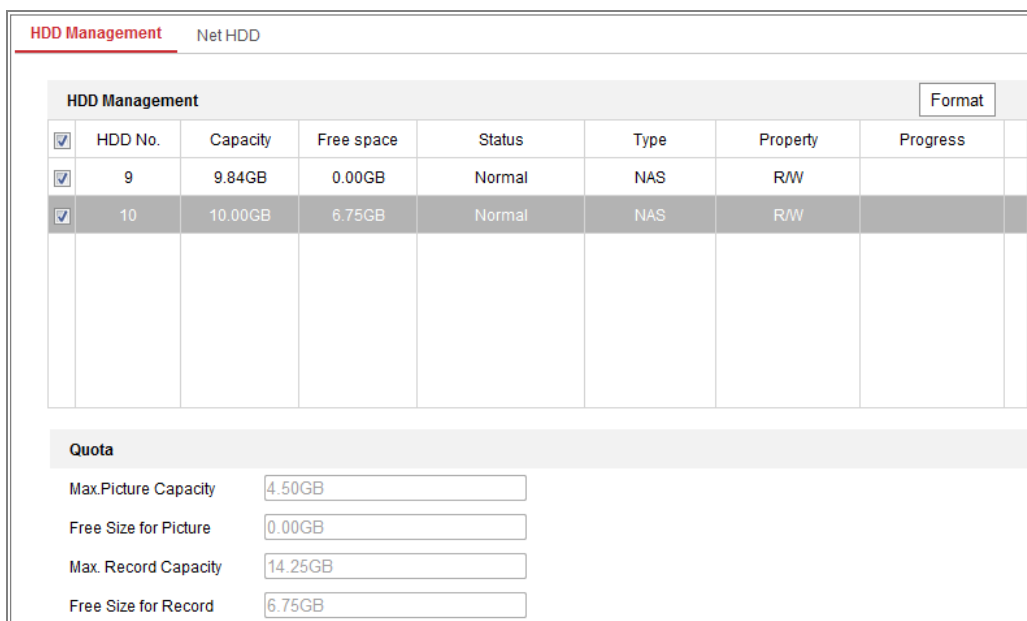 HDD Management Net HDD
HDD Management Format
HDD No. Capacity Free space Status Type Property Progress
9 9.84GB 0.00GB Normal NAS R/W
10 10.00GB 6.75GB Normal NAS R/W
Quota
Max.Picture Capacity 4.50GB
Free Size for Picture 0.00GB
Max. Record Capacity 14.25GB
Free Size for Record 6.75GB